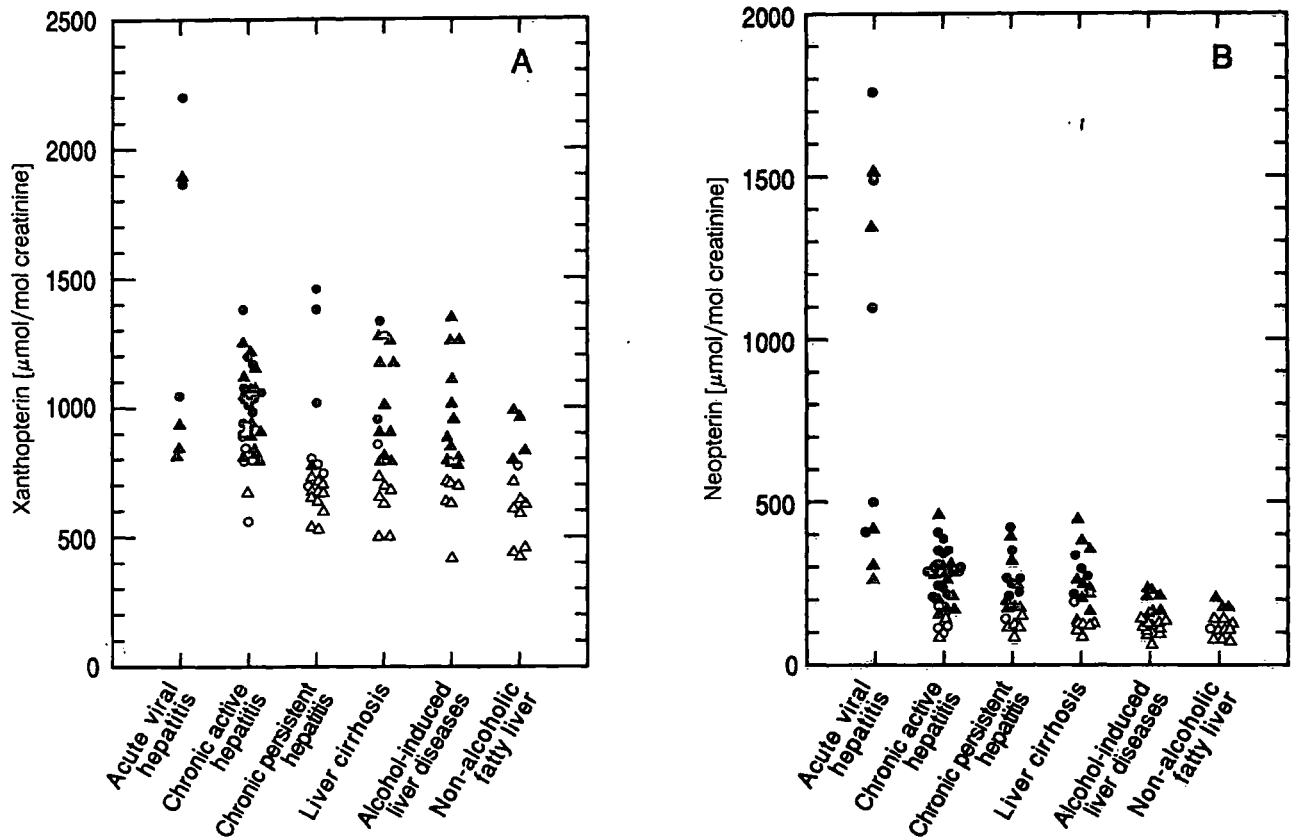 A
Xanthopterin [μmol/mol creatinine]
2500
2000
1500
1000
500
0
Acute viral
hepatitis
Chronic active
hepatitis
Chronic persistent
hepatitis
Liver cirrhosis
Alcohol-induced
liver diseases
Non-alcoholic
fatty liver
B
Neopterin [μmol/mol creatinine]
2000
1500
1000
500
0
Acute viral
hepatitis
Chronic active
hepatitis
Chronic persistent
hepatitis
Liver cirrhosis
Alcohol-induced
liver diseases
Non-alcoholic
fatty liver